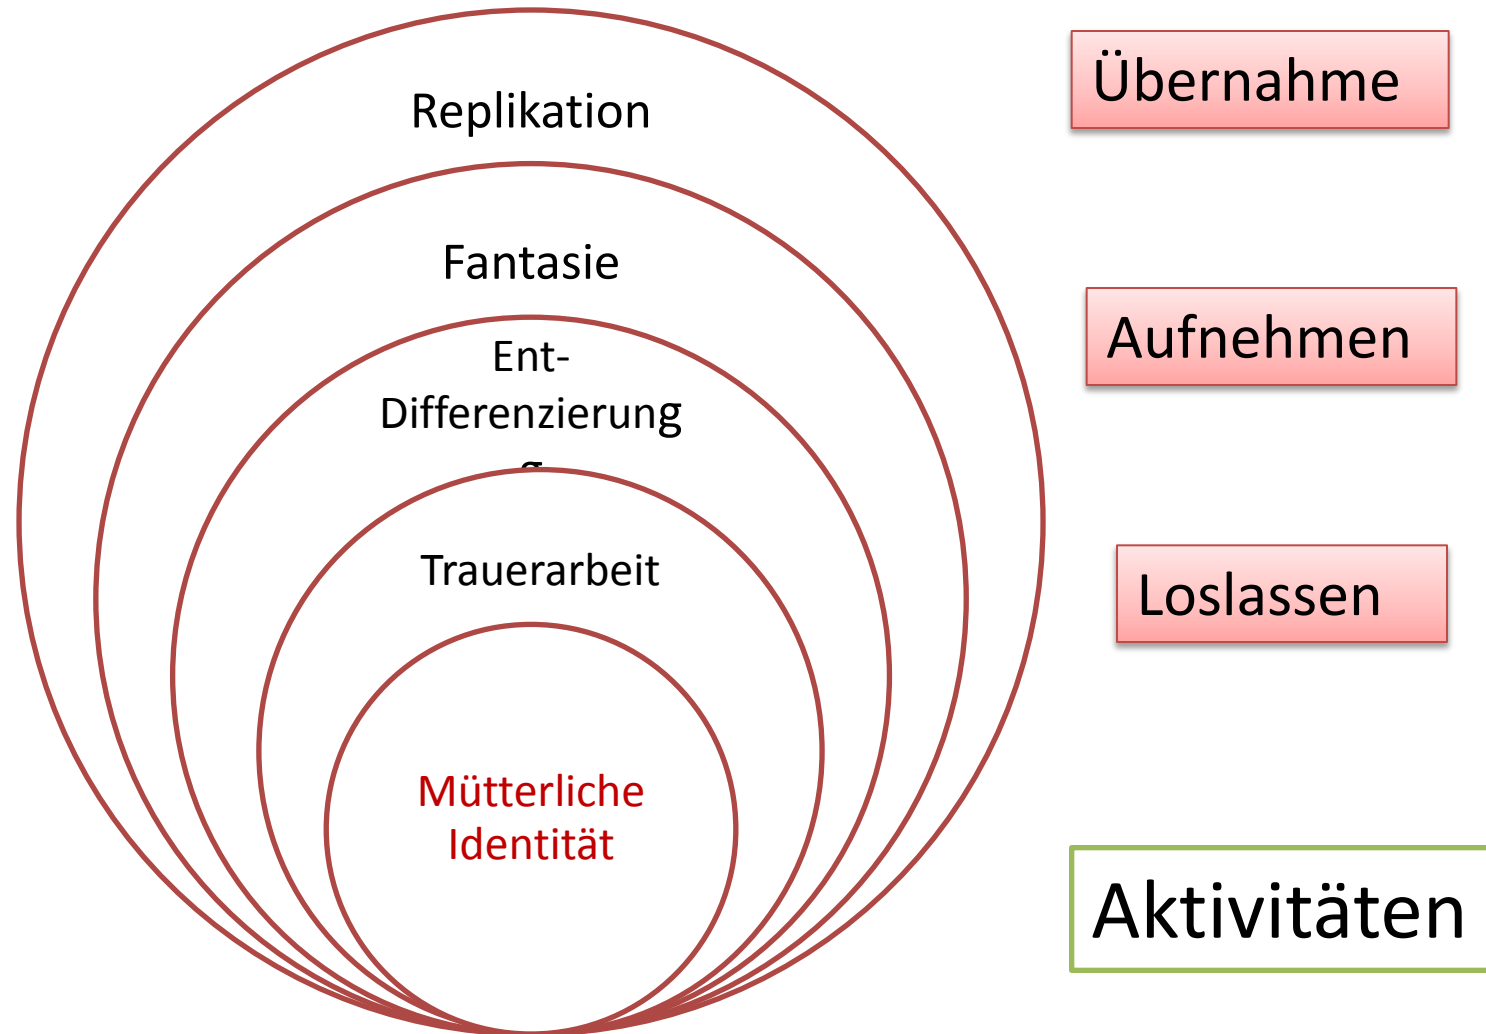 Replikation
Fantasie
Ent-
Differenzierung
g
Trauerarbeit
Mütterliche
Identität
Übernahme
Aufnehmen
Loslassen
Aktivitäten